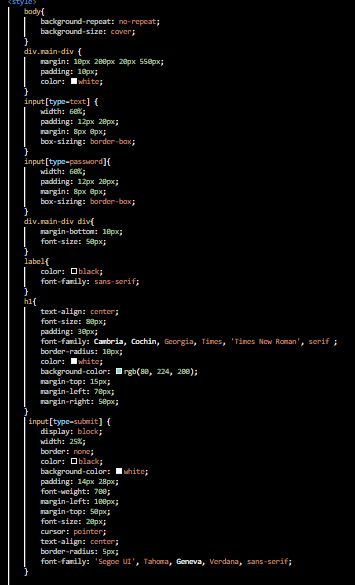 <style>
body{
background-repeat: no-repeat;
background-size: cover;
}
div.main-div {
margin: 10px 200px 20px 550px;
padding: 10px;
color: white;
}
input[type=text] {
width: 60%;
padding: 12px 20px;
margin: 8px 0px;
box-sizing: border-box;
}
input[type=password]{
width: 60%;
padding: 12px 20px;
margin: 8px 0px;
box-sizing: border-box;
}
div.main-div div{
margin-bottom: 10px;
font-size: 50px;
}
label{
color: black;
font-family: sans-serif;
}
h1{
text-align: center;
font-size: 80px;
padding: 30px;
font-family: Cambria, Cochin, Georgia, Times, 'Times New Roman', serif ;
border-radius: 10px;
color: white;
background-color: rgb(80, 224, 200);
margin-top: 15px;
margin-left: 70px;
margin-right: 50px;
}
input[type=submit] {
display: block;
width: 25%;
border: none;
color: black;
background-color: white;
padding: 14px 28px;
font-weight: 700;
margin-left: 100px;
margin-top: 50px;
font-size: 20px;
cursor: pointer;
text-align: center;
border-radius: 5px;
font-family: 'Segoe UI', Tahoma, Geneva, Verdana, sans-serif;
}